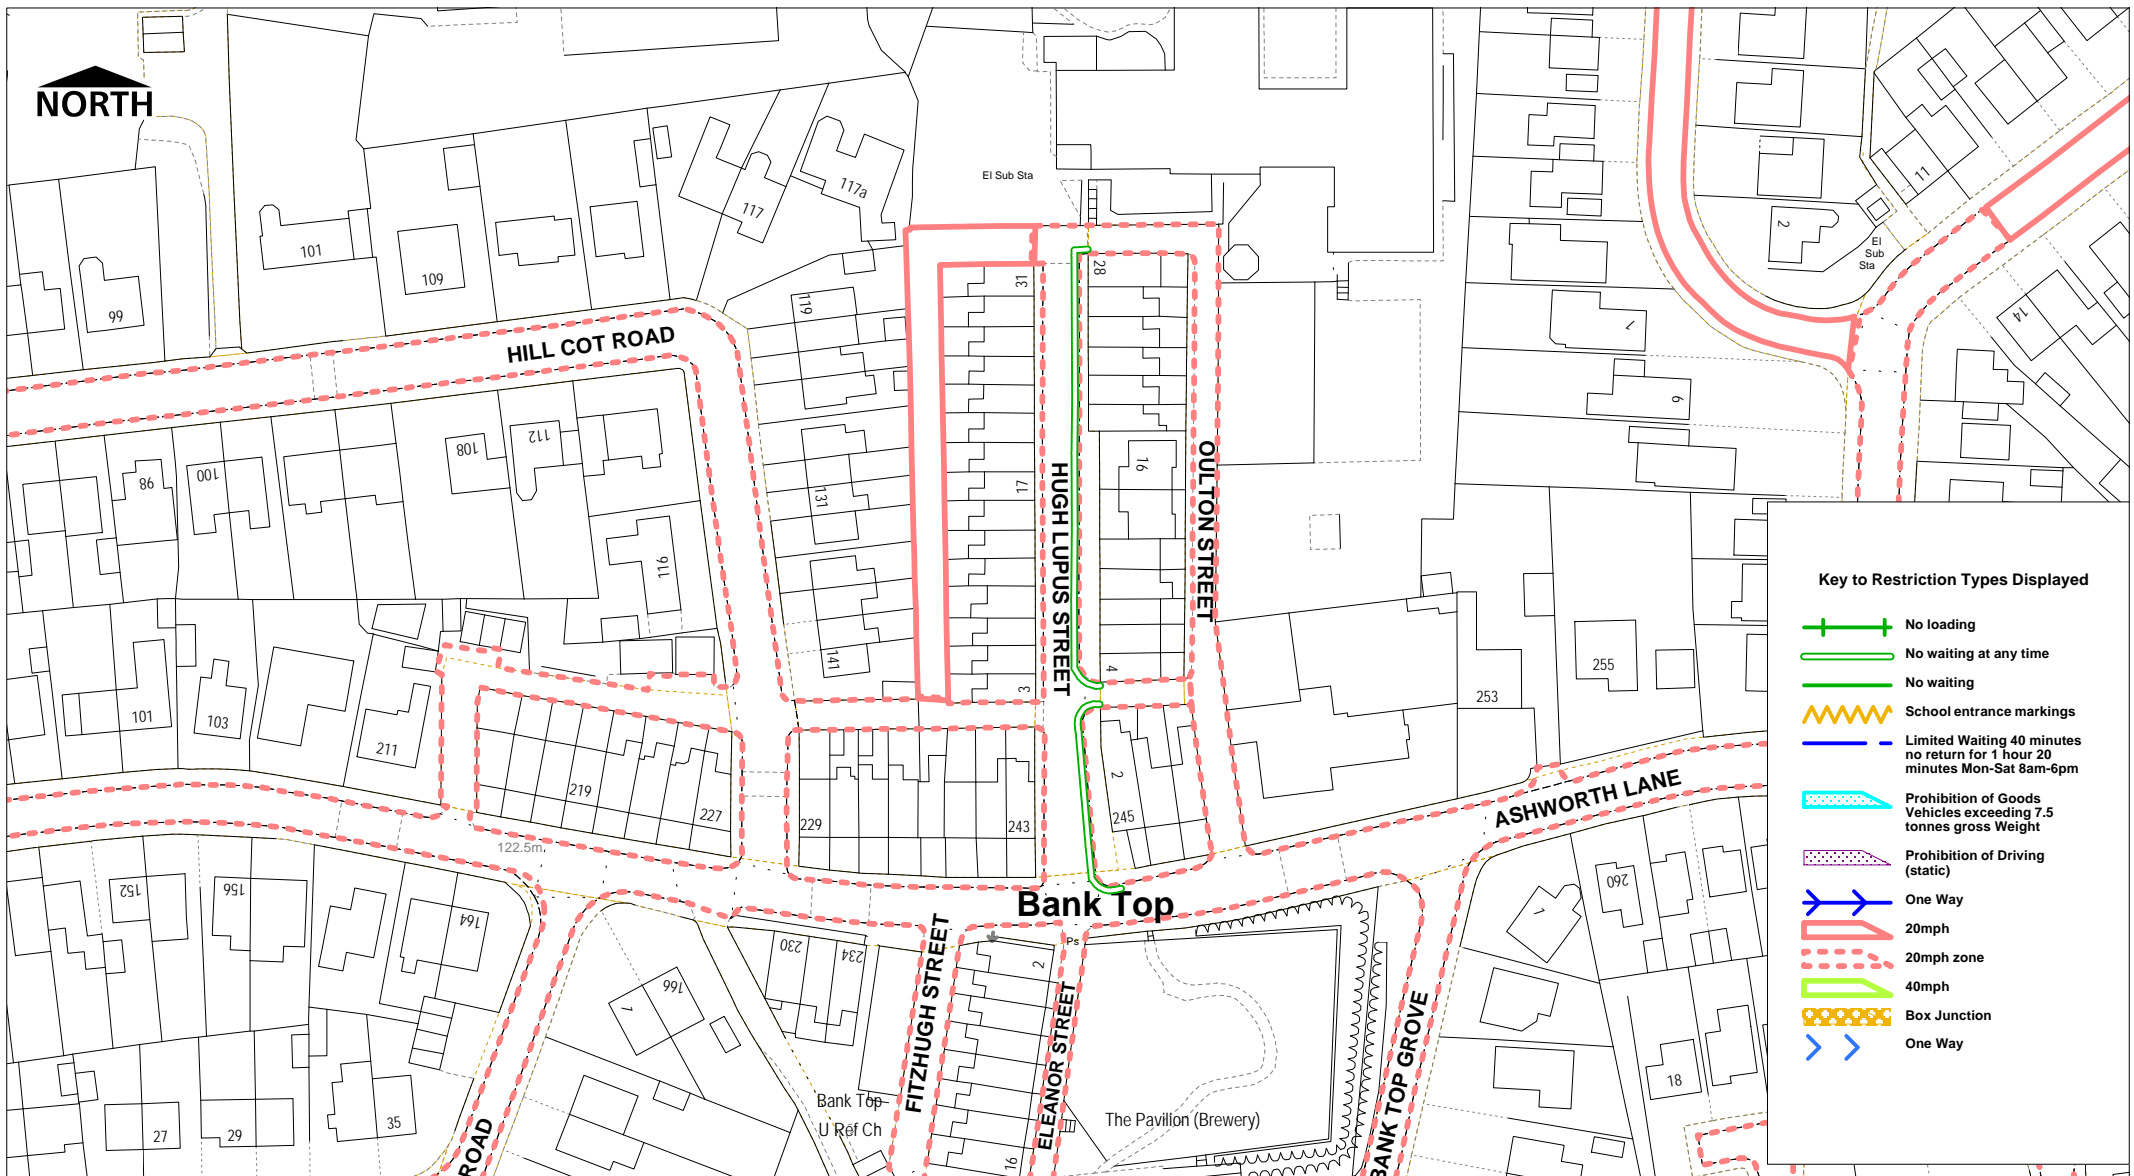 NORTH
El Sub Sta
117
117a
101
109
99
119
HILL COT ROAD
98
100
108
112
131
116
141
31
17
3
28
16
4
HUGH LUPUS STREET
OULTON STREET
11
2
El
Sub
Sta
14
7
9
101
103
211
219
227
229
243
2
245
253
255
ASHWORTH LANE
122.5m
Bank Top
152
156
164
166
7
230
234
2
Ps
16
FITZHUGH STREET
ELEANOR STREET
BANK TOP GROVE
ROAD
27
29
35
Bank Top
U Ref Ch
The Pavilion (Brewery)
1
260
18
Key to Restriction Types Displayed
No loading
No waiting at any time
No waiting
School entrance markings
Limited Waiting 40 minutes
no return for 1 hour 20
minutes Mon-Sat 8am-6pm
Prohibition of Goods
Vehicles exceeding 7.5
tonnes gross Weight
Prohibition of Driving
(static)
One Way
20mph
20mph zone
40mph
Box Junction
One Way